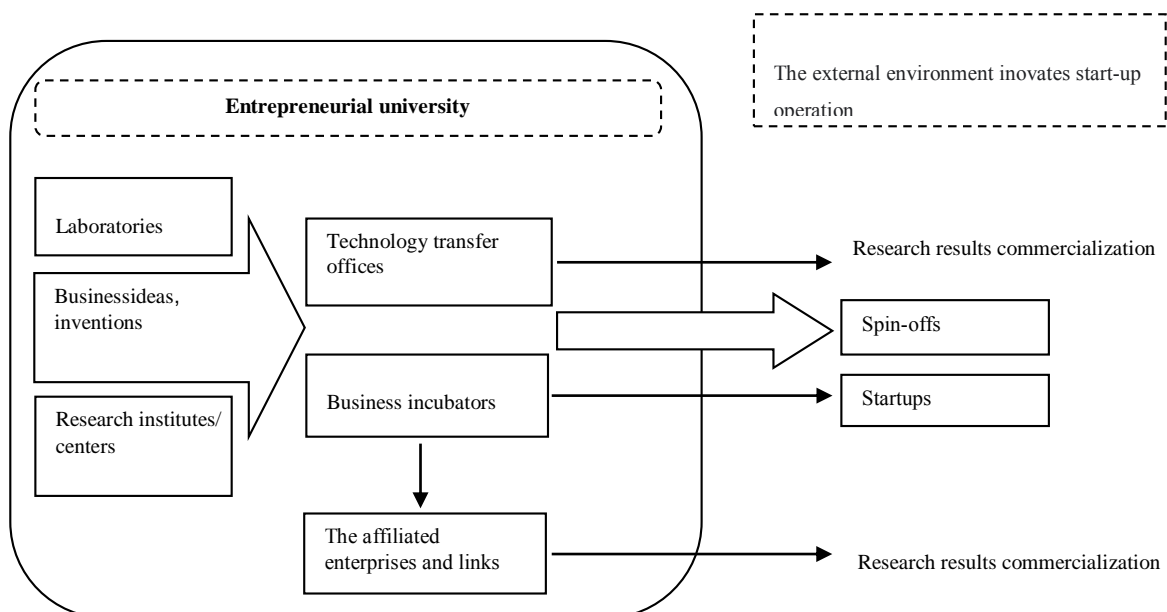 The external environment inovates start-up
operation
Entrepreneurial university
Laboratories
Businessideas,
inventions
Research institutes/
centers
Technology transfer
offices
Business incubators
The affiliated
enterprises and links
Research results commercialization
Spin-offs
Startups
Research results commercialization